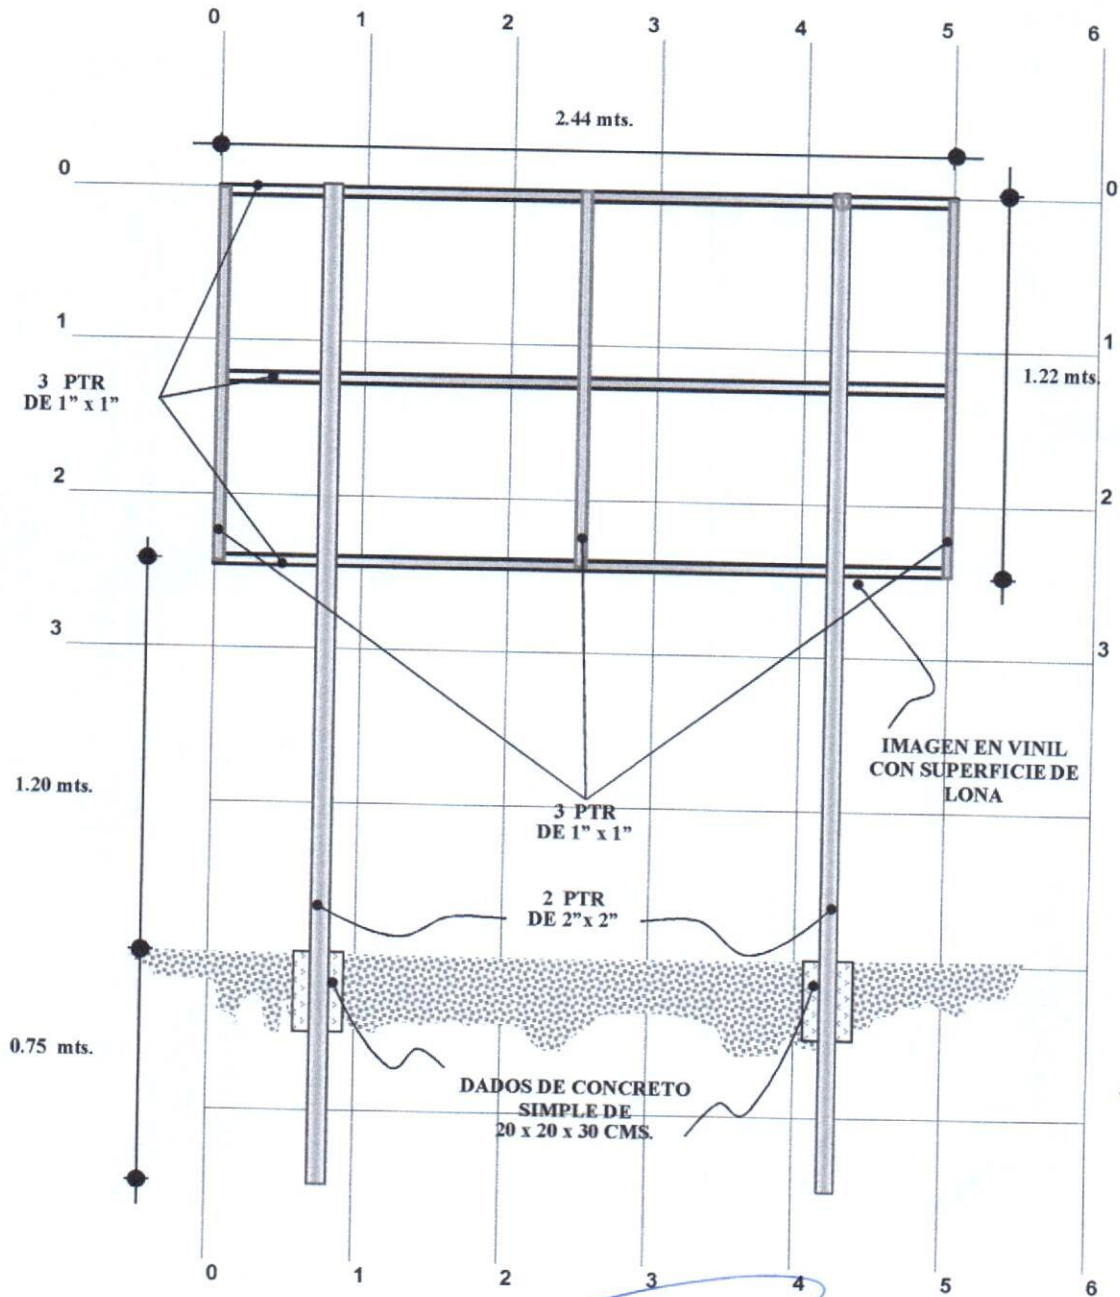 0 1 2 3 4 5 6
2.44 mts.
0 0
1 1
3 PTR
DE 1” x 1”
1.22 mts.
2 2
3 3
IMAGEN EN VINIL
CON SUPERFICIE DE
LONA
1.20 mts.
3 PTR
DE 1” x 1”
2 PTR
DE 2”x 2”
0.75 mts.
DADOS DE CONCRETO
SIMPLE DE
20 x 20 x 30 CMS.
0 1 2 3 4 5 6